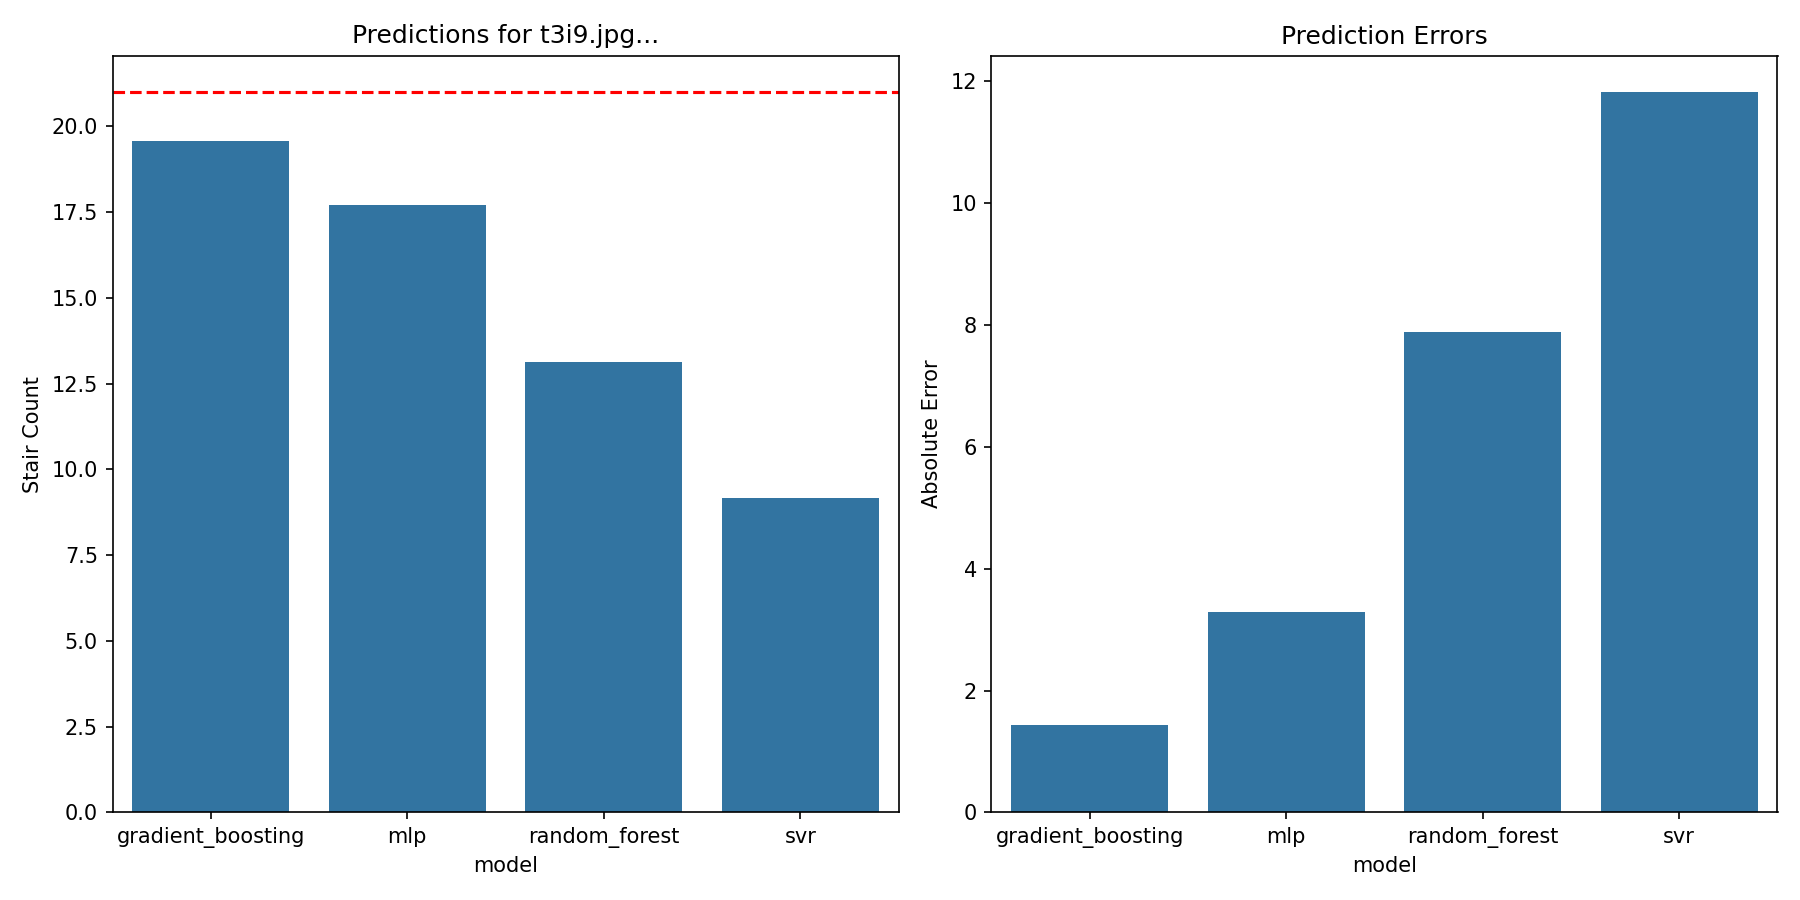 Predictions for t3i9.jpg...
Stair Count
20.0
17.5
15.0
12.5
10.0
7.5
5.0
2.5
0.0
gradient_boosting mlp random_forest svr
model
Prediction Errors
Absolute Error
12
10
8
6
4
2
0
gradient_boosting mlp random_forest svr
model